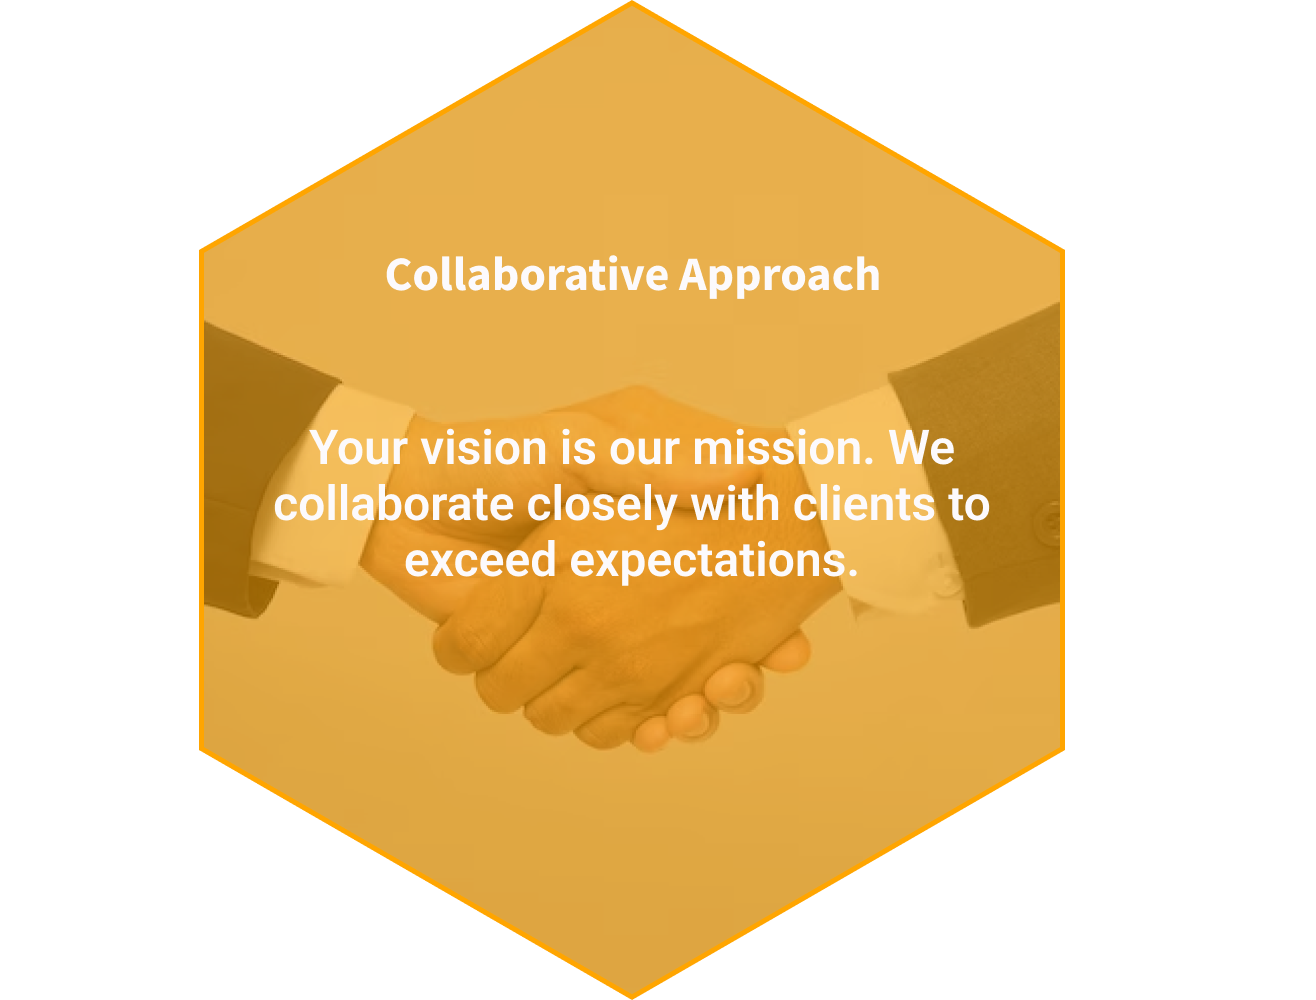 Collaborative Approach
Your vision is our mission. We
collaborate closely with clients to
exceed expectations.